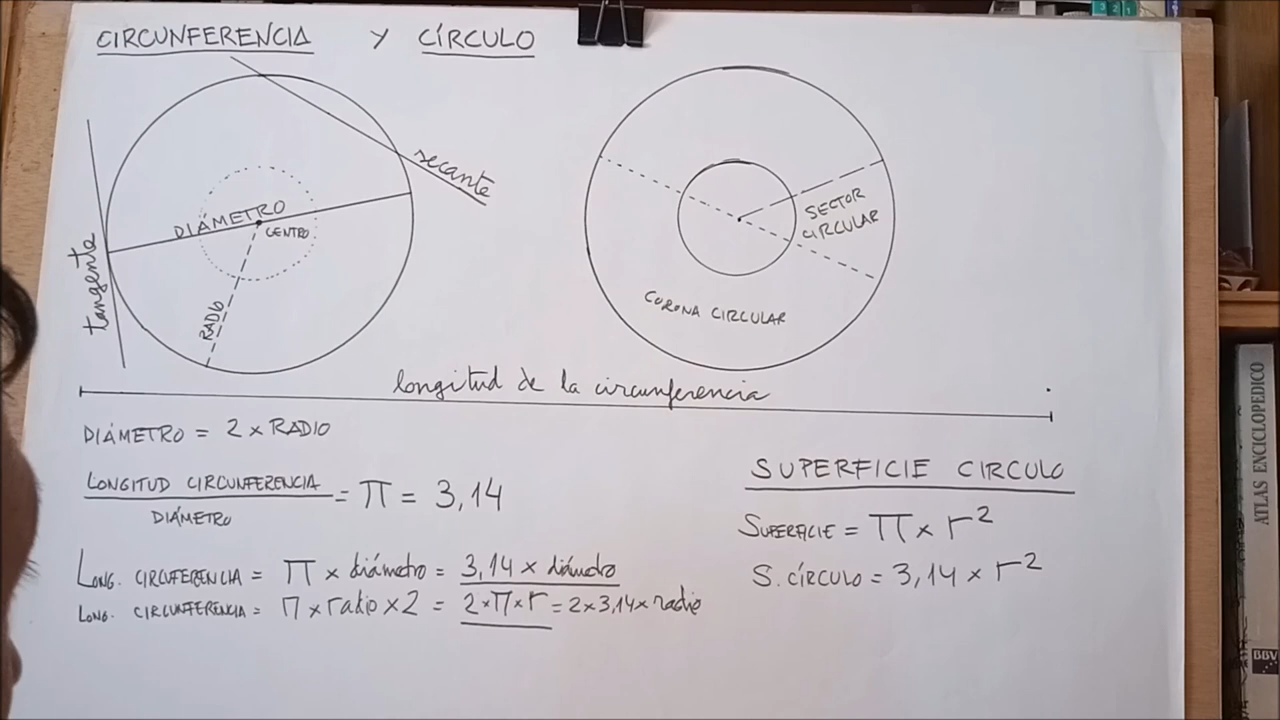 CIRCUNFERENCIA Y CÍRCULO
secante
DIÁMETRO
CENTRO
tangente
RADIO
SECTOR
CIRCULAR
CORONA CIRCULAR
longitud de la circunferencia
DIÁMETRO = 2 × RADIO
LONGITUD CIRCUNFERENCIA
DIÁMETRO
= π = 3,14
LONG. CIRCUFERENCIA = π × diámetro = 3,14 × diámetro
LONG. CIRCUNFERENCIA = π × radio × 2 = 2×π×r = 2×3,14× radio
SUPERFICIE CIRCULO
SUPERFICIE = π × r²
S. CÍRCULO = 3,14 × r²
ATLAS ENCICLOPEDICO
BBV